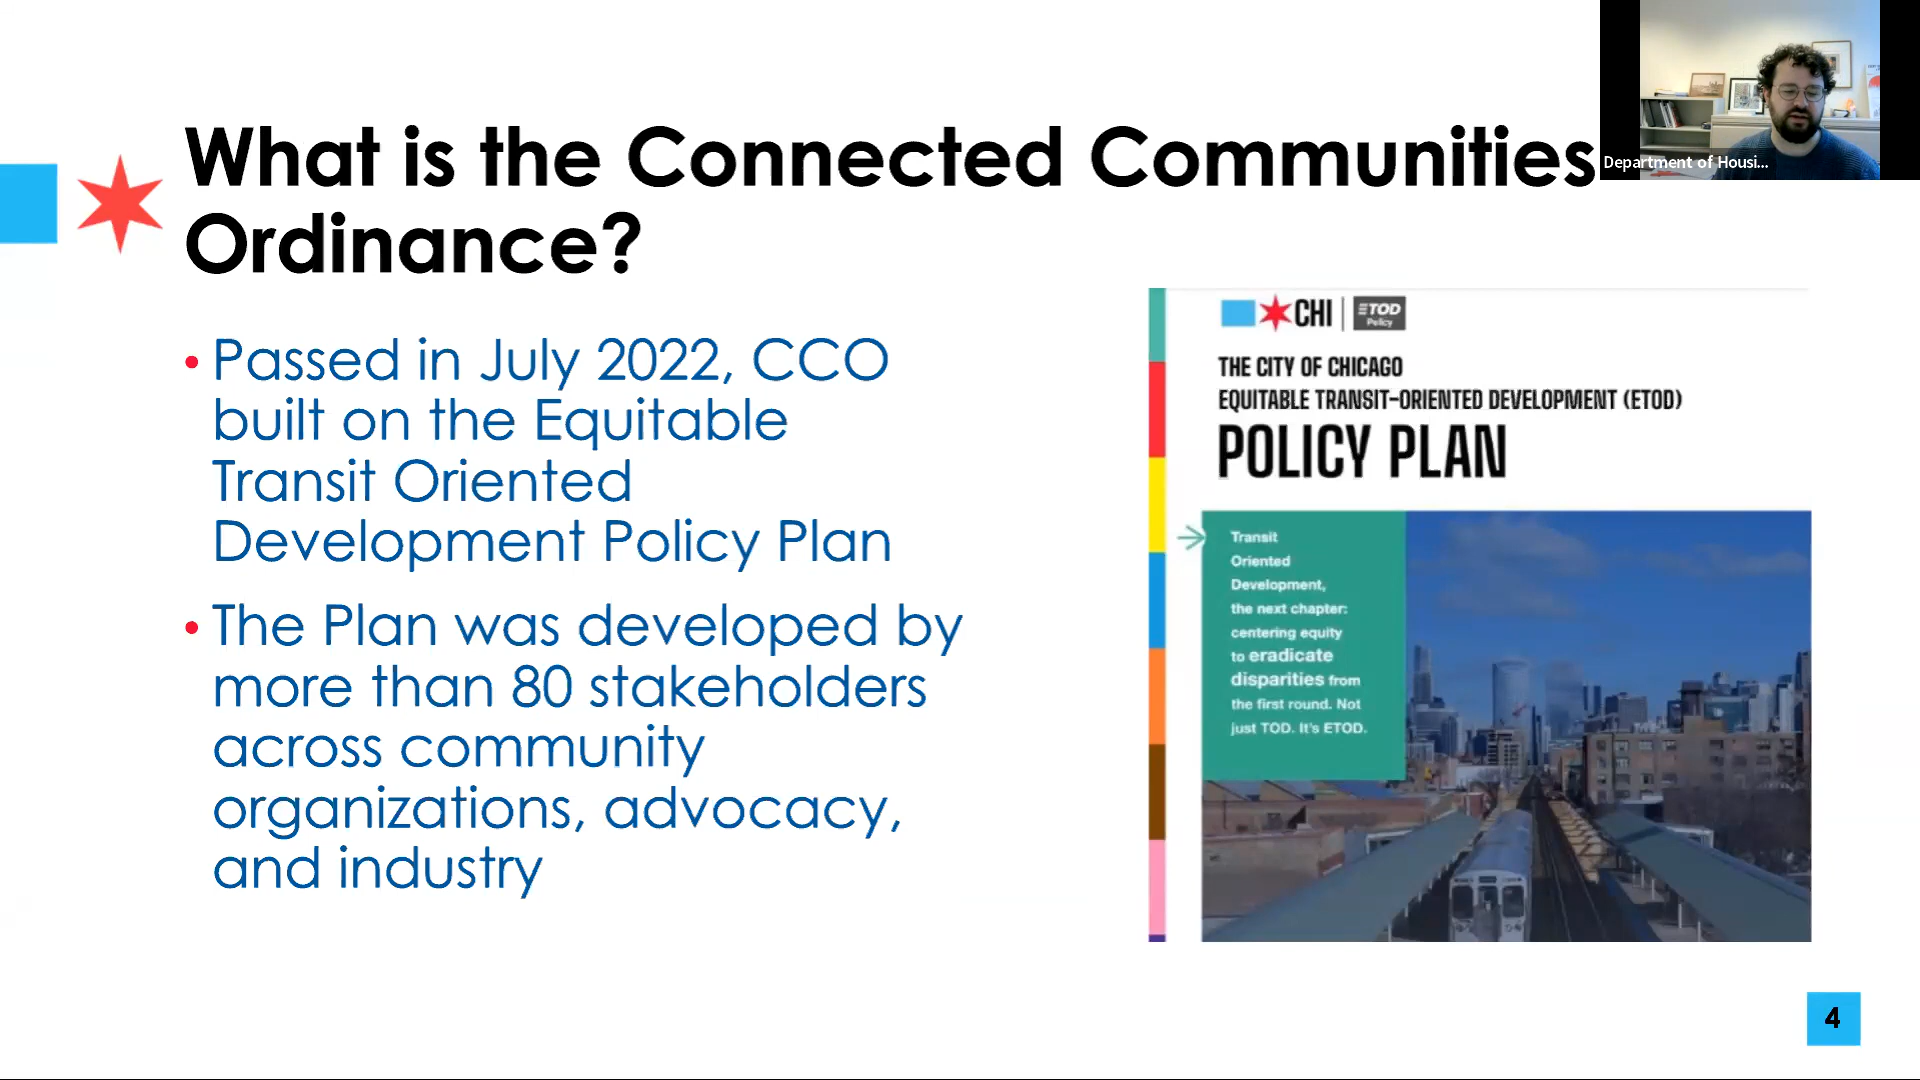 What is the Connected Communities
Ordinance?
Department of Housi...
• Passed in July 2022, CCO
built on the Equitable
Transit Oriented
Development Policy Plan
• The Plan was developed by
more than 80 stakeholders
across community
organizations, advocacy,
and industry
CHI | ETOD
Policy
THE CITY OF CHICAGO
EQUITABLE TRANSIT-ORIENTED DEVELOPMENT (ETOD)
POLICY PLAN
Transit
Oriented
Development,
the next chapter:
centering equity
to eradicate
disparities from
the first round. Not
just TOD. It's ETOD.
4